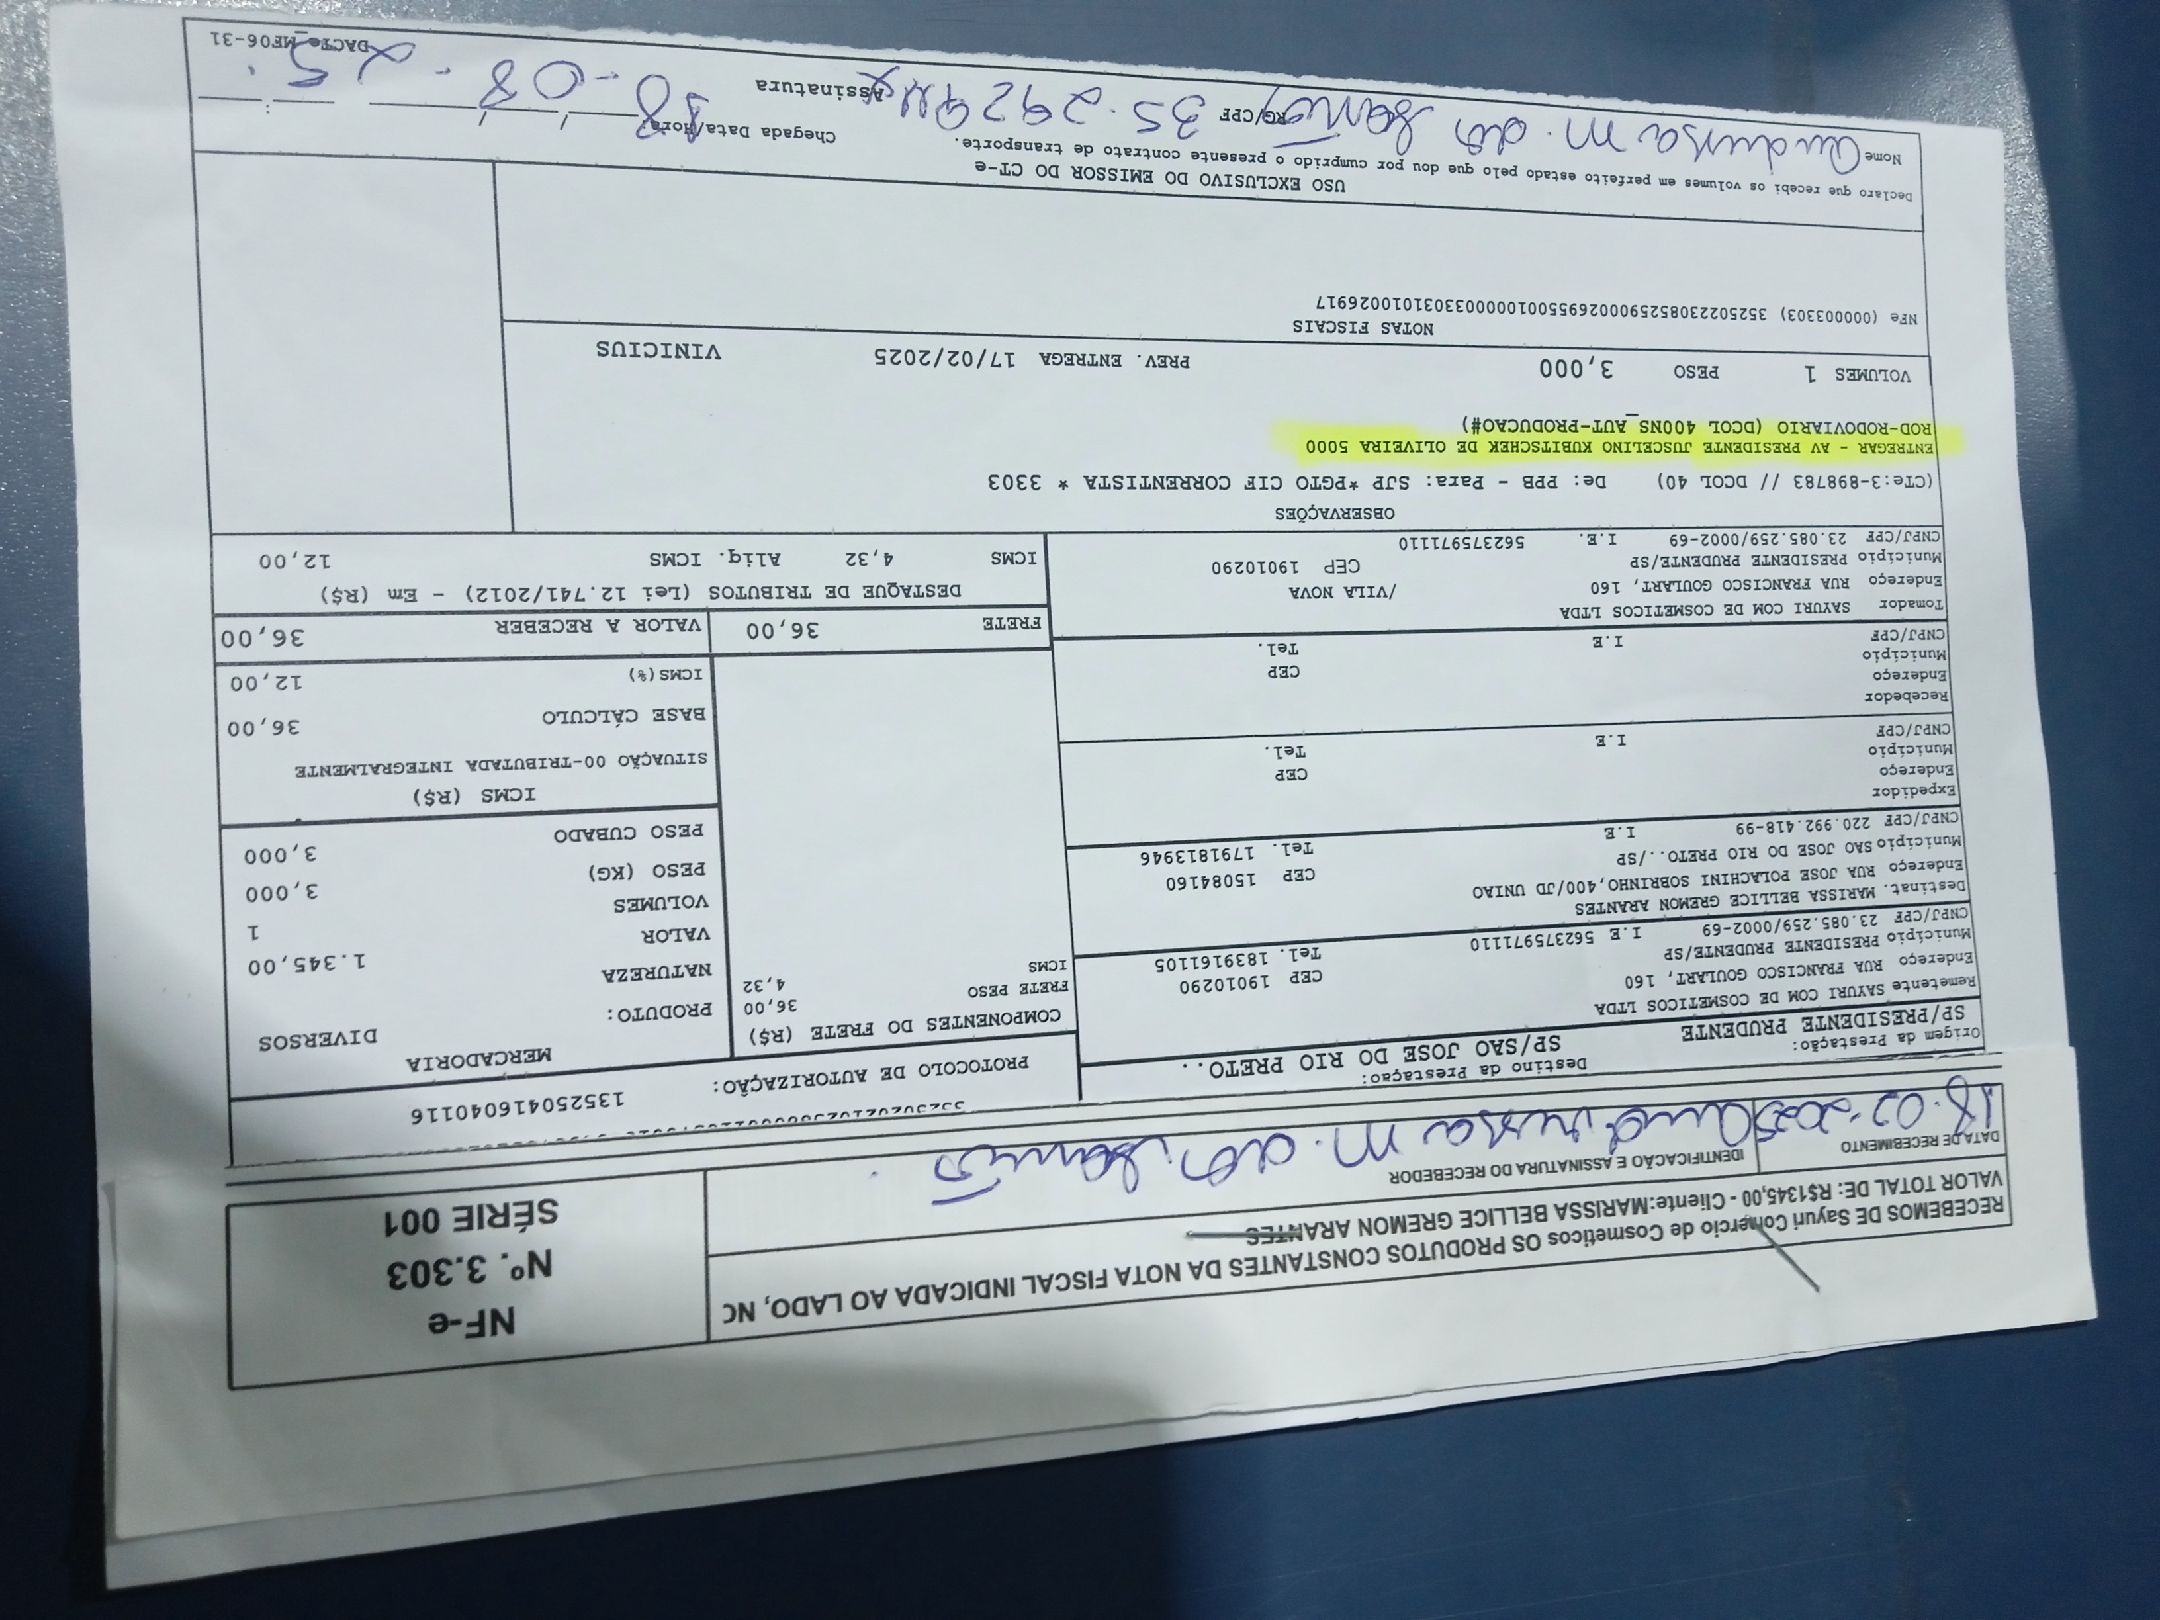 NF-e
Nº. 3.303
SÉRIE 001
RECEBEMOS DE Sayuri Comercio de Cosmeticos OS PRODUTOS CONSTANTES DA NOTA FISCAL INDICADA AO LADO, NC
VALOR TOTAL DE: R$1345,00 - Cliente:MARISSA BELLICE GREMON ARANTES
DATA DE RECEBIMENTO
18.02.2025
IDENTIFICAÇÃO E ASSINATURA DO RECEBEDOR
m. dos Santos
PROTOCOLO DE AUTORIZAÇÃO:
135250416040116
Origem da Prestação:
SP/PRESIDENTE PRUDENTE
Destino da Prestação:
SP/SAO JOSE DO RIO PRETO..
Remetente SAYURI COM DE COSMETICOS LTDA
Endereço RUA FRANCISCO GOULART, 160 CEP 19010290
Município PRESIDENTE PRUDENTE/SP Tel. 1839161105
CNPJ/CPF 23.085.259/0002-69 I.E 562375971110
Destinat. MARISSA BELLICE GREMON ARANTES
Endereço RUA JOSE POLACHINI SOBRINHO,400/JD UNIAO
Município SAO JOSE DO RIO PRETO../SP CEP 15084160
CNPJ/CPF 220.992.418-99 I.E Tel. 1791813946
Expedidor
Endereço
Município CEP
CNPJ/CPF I.E Tel.
Recebedor
Endereço
Município CEP
CNPJ/CPF I.E Tel.
Tomador SAYURI COM DE COSMETICOS LTDA
Endereço RUA FRANCISCO GOULART, 160 /VILA NOVA
Município PRESIDENTE PRUDENTE/SP CEP 19010290
CNPJ/CPF 23.085.259/0002-69 I.E. 562375971110
COMPONENTES DO FRETE (R$)
FRETE PESO 36,00
ICMS 4,32
MERCADORIA
PRODUTO: DIVERSOS
NATUREZA
VALOR 1.345,00
VOLUMES 1
PESO (KG) 3,000
PESO CUBADO 3,000
ICMS (R$)
SITUAÇÃO 00-TRIBUTADA INTEGRALMENTE
BASE CÁLCULO 36,00
ICMS(%) 12,00
FRETE 36,00
VALOR A RECEBER 36,00
DESTAQUE DE TRIBUTOS (Lei 12.741/2012) - Em (R$)
ICMS 4,32 Aliq. ICMS 12,00
OBSERVAÇÕES
(CTe:3-898783 // DCOL 40) De: PPB - Para: SJP *PGTO CIF CORRENTISTA * 3303
ENTREGAR - AV PRESIDENTE JUSCELINO KUBITSCHEK DE OLIVEIRA 5000
ROD-RODOVIARIO (DCOL 400NS_AUT-PRODUCAO#)
VOLUMES 1 PESO 3,000 PREV. ENTREGA 17/02/2025 VINICIUS
NOTAS FISCAIS
NFe (000003303) 35250223085259000269550010000033031010026917
USO EXCLUSIVO DO EMISSOR DO CT-e
Declaro que recebi os volumes em perfeito estado pelo que dou por cumprido o presente contrato de transporte.
Nome m. dos Santos RG/CPF Assinatura
Chegada Data/Hora
18-08-25
DACTe_MF06-31